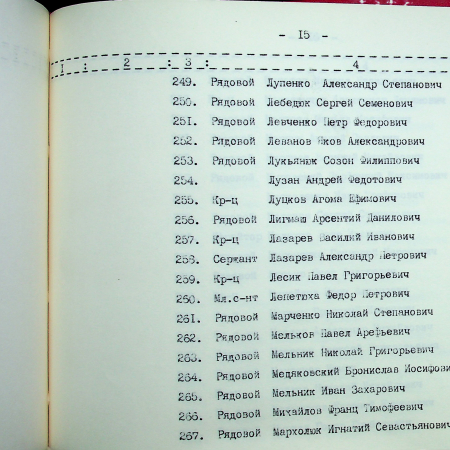 - 15 -
1 : 2 : 3 : 4
249. Рядовой Лупенко Александр Степанович
250. Рядовой Лебедюк Сергей Семенович
251. Рядовой Левченко Петр Федорович
252. Рядовой Леванов Яков Александрович
253. Рядовой Лукьянюк Созон Филиппович
254. Лузан Андрей Федотович
255. Кр-ц Луцков Агома Ефимович
256. Рядовой Лигмаш Арсентий Данилович
257. Кр-ц Лазарев Василий Иванович
258. Сержант Лазарев Александр Петрович
259. Кр-ц Лесик Павел Григорьевич
260. Мл.с-нт Лепетюха Федор Петрович
261. Рядовой Марченко Николай Степанович
262. Рядовой Мельков Павел Арефьевич
263. Рядовой Мельник Николай Григорьевич
264. Рядовой Медяковский Бронислав Иосифови
265. Рядовой Мельник Иван Захарович
266. Рядовой Михайлов Франц Тимофеевич
267. Рядовой Мархолюк Игнатий Севастьянович